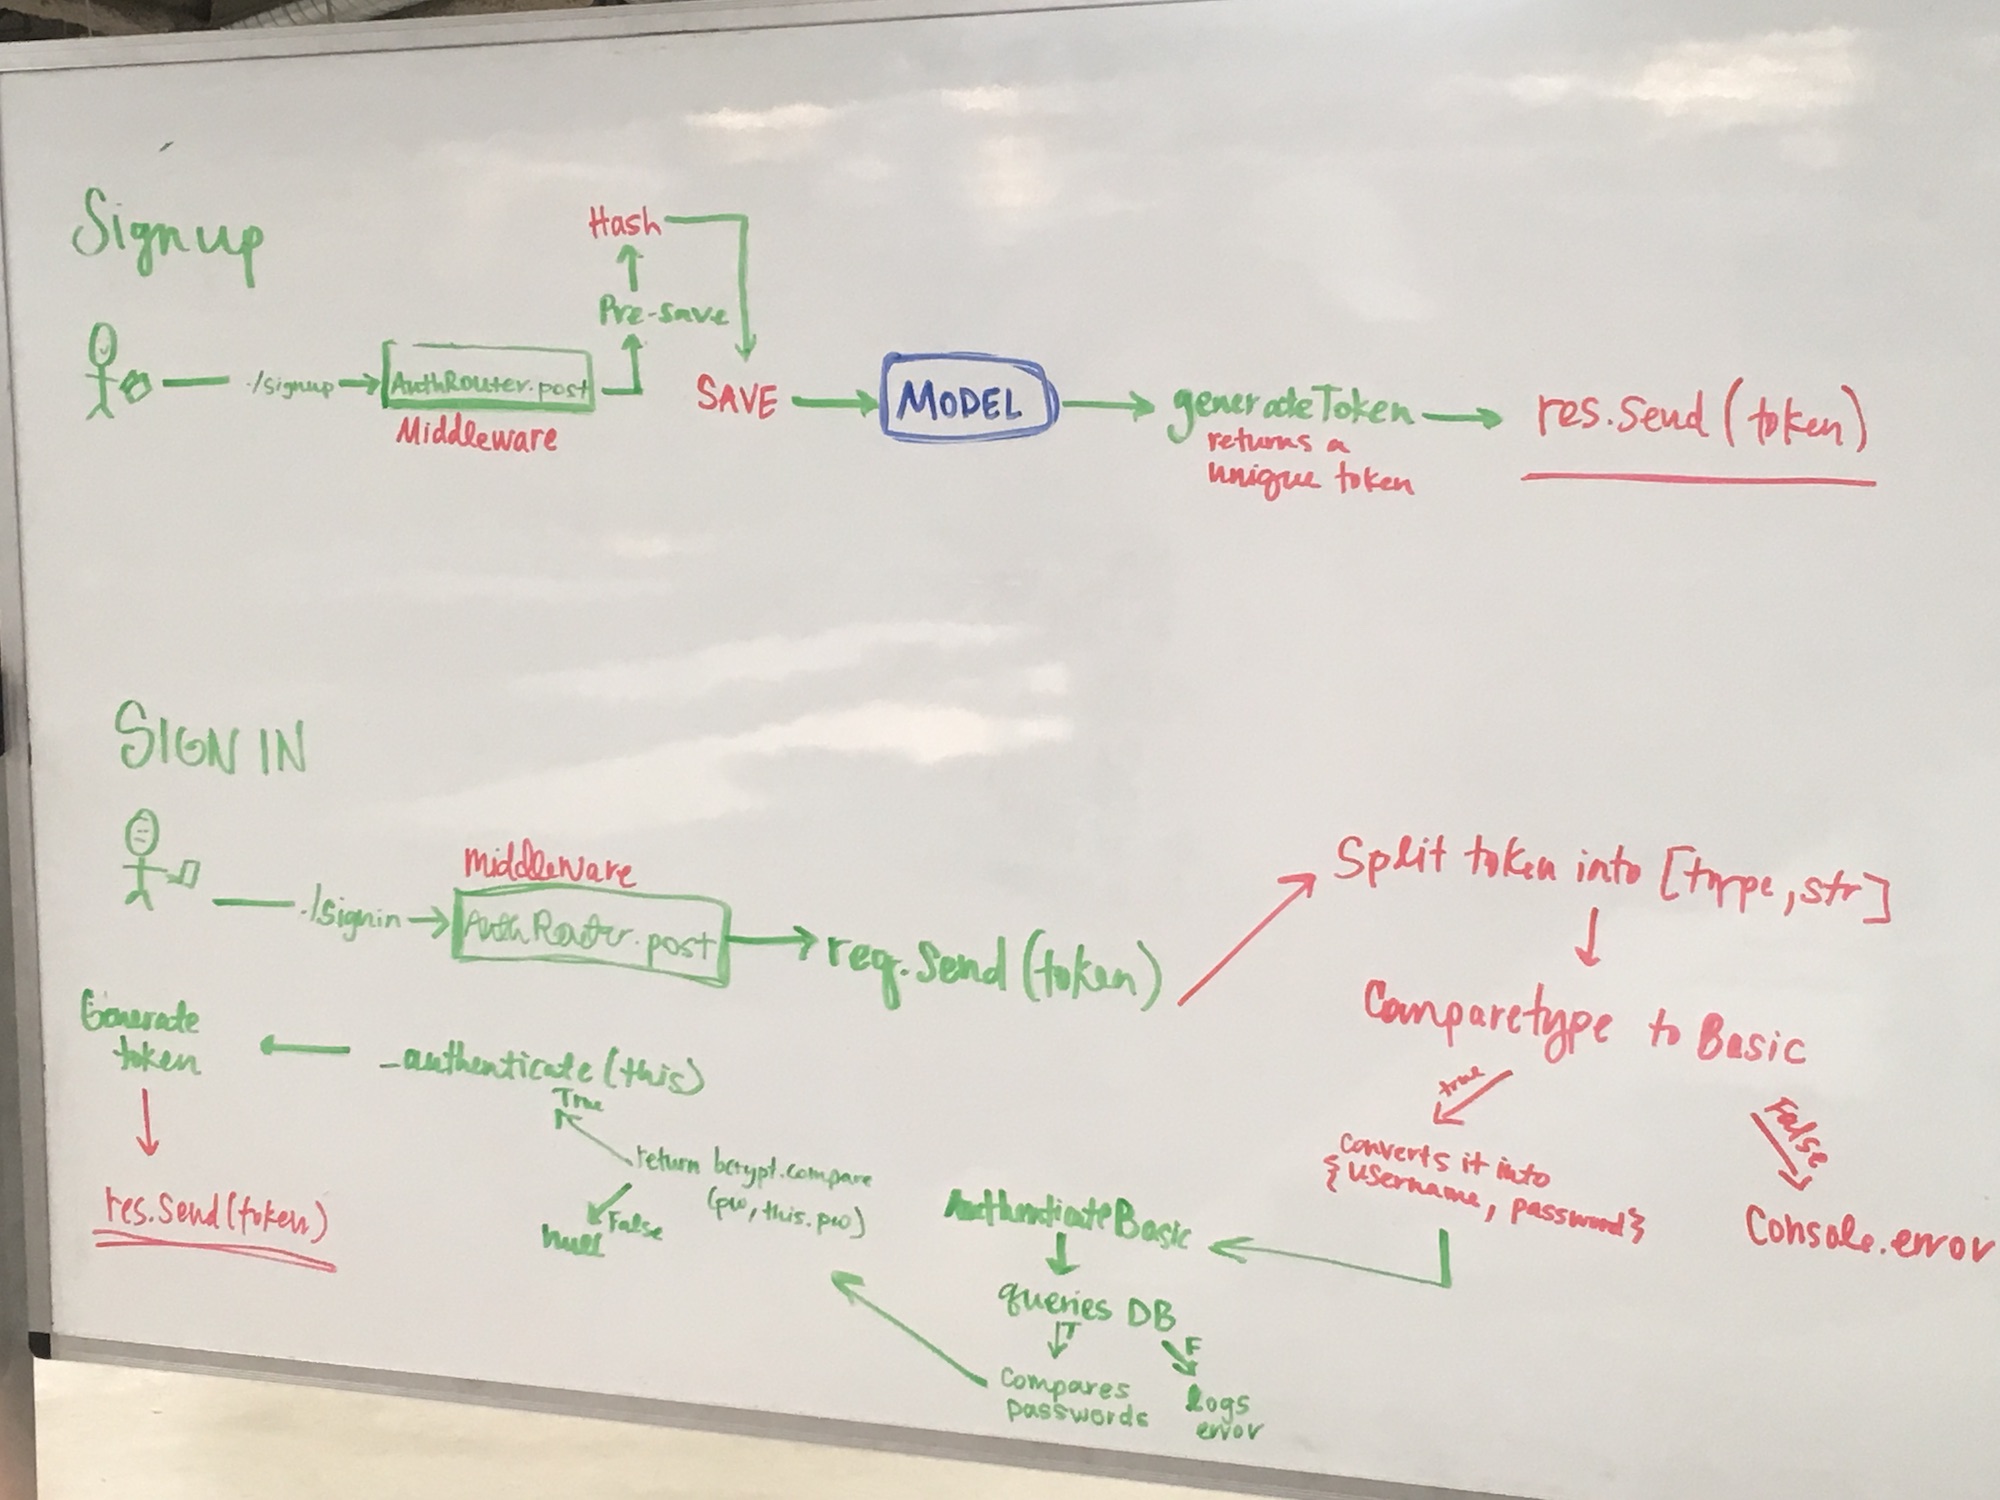 Signup
Hash
Pre-save
./signup
AuthRouter.post
Middleware
SAVE
MODEL
generateToken
returns a
unique token
res.send(token)
SIGN IN
middleware
./signin
AuthRouter.post
req.send(token)
Split token into [type, str]
Compare type to Basic
true
False
converts it into
{username, password}
Console.error
AuthenticateBasic
queries DB
T
F
Compares
passwords
logs
error
return bcrypt.compare
(pw, this.pw)
True
False
null
_authenticate(this)
Generate
token
res.send(token)